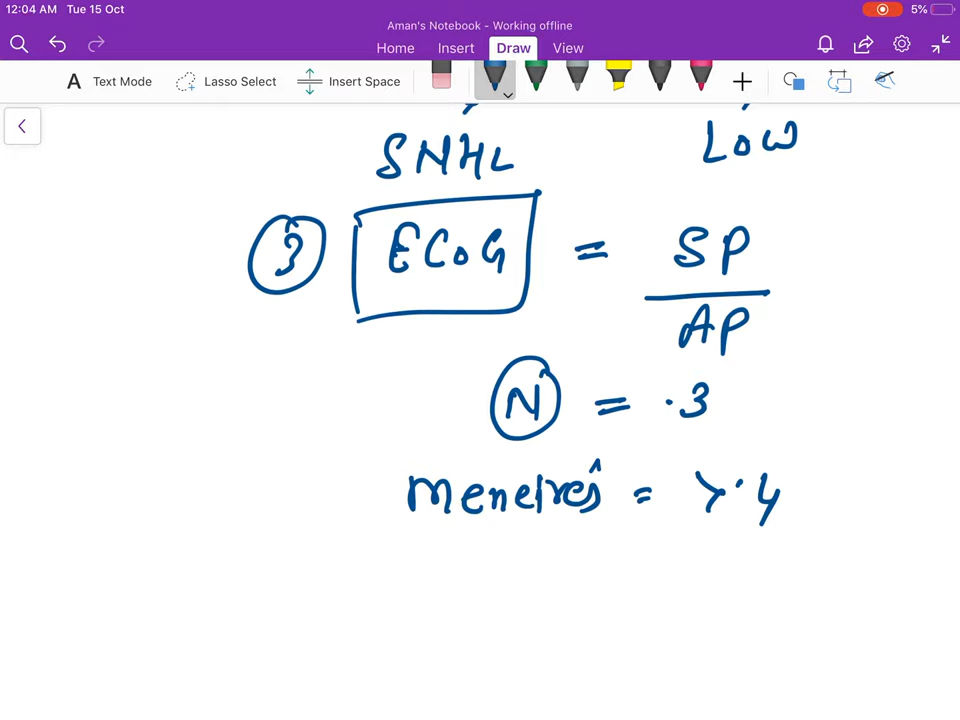 12:04 AM Tue 15 Oct 5%
Aman's Notebook - Working offline
Home Insert Draw View
A Text Mode Lasso Select Insert Space
SNHL LOW
3 ECOG = SP
AP
N = .3
Meneires = > .4